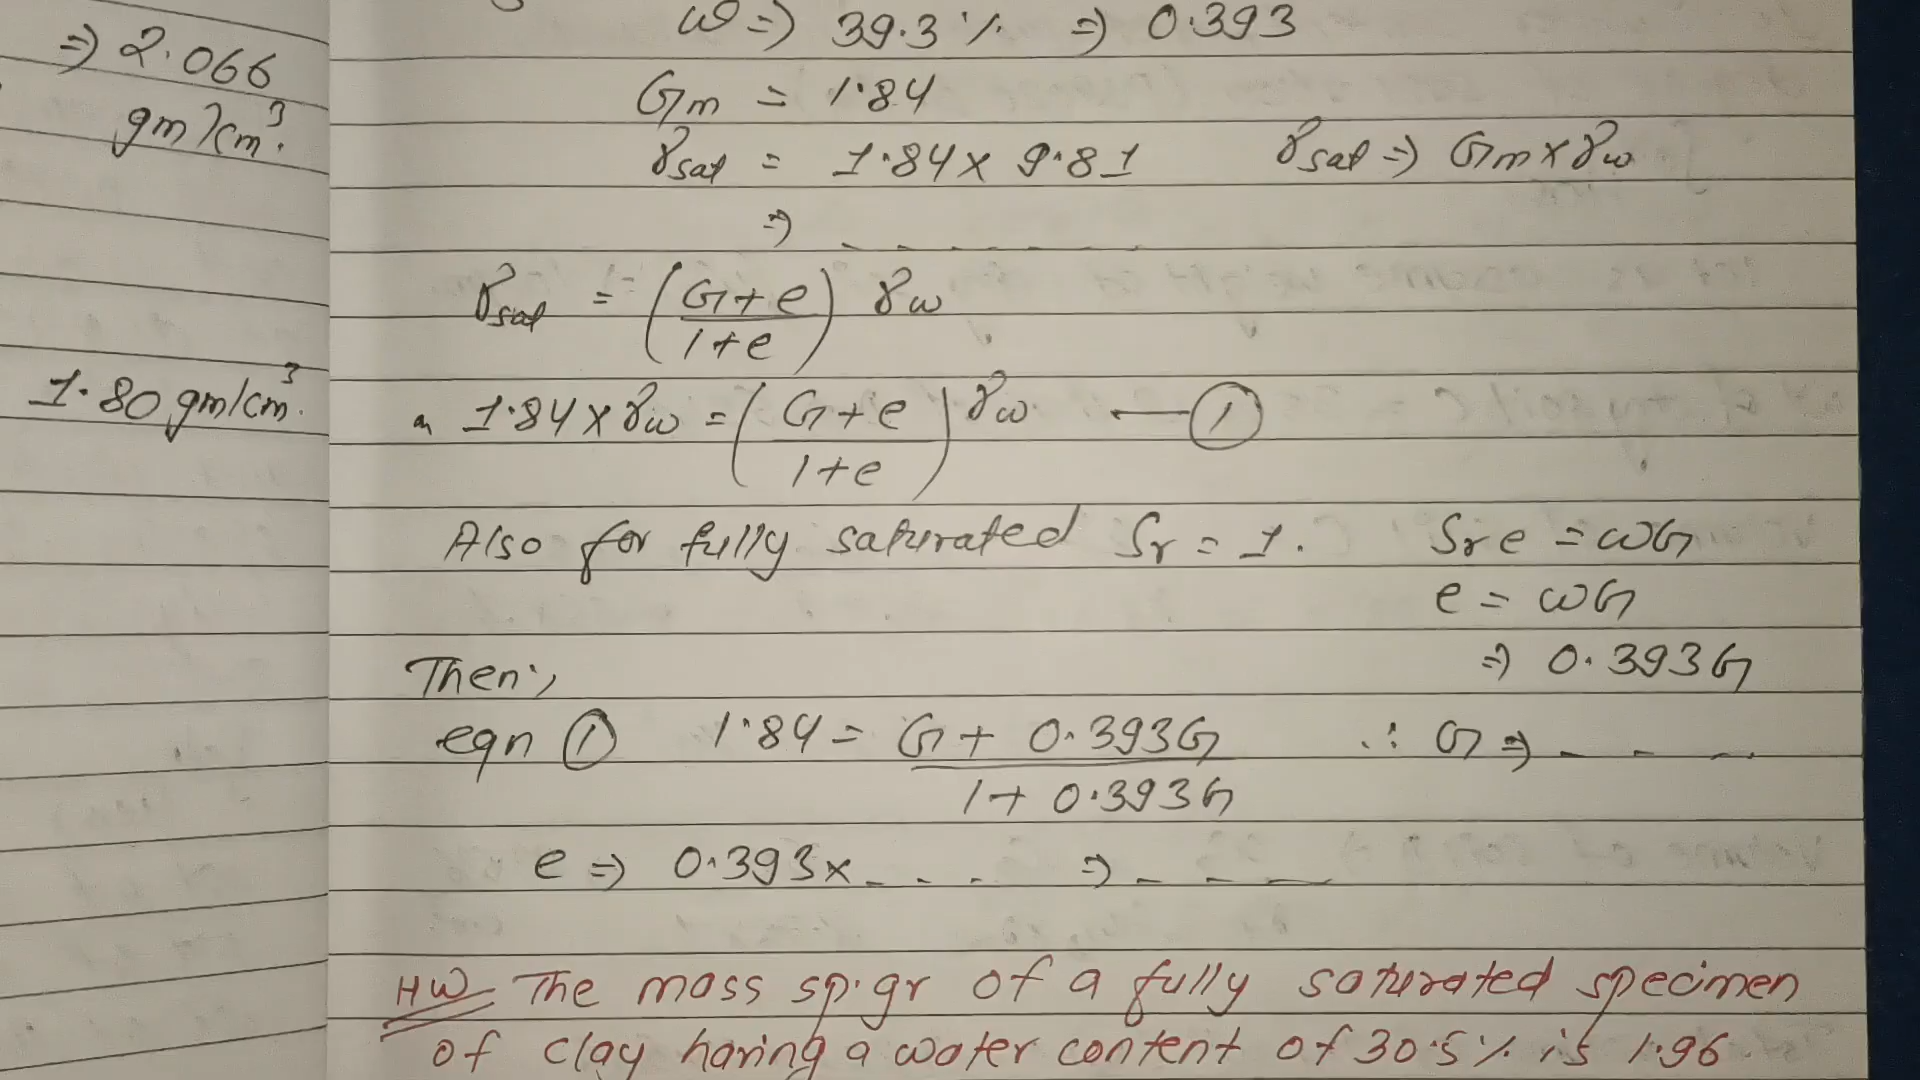 ⇒ 2.066
gm/cm³.
1.80 gm/cm³.
w ⇒ 39.3 % ⇒ 0.393
Gm = 1.84
γsat = 1.84 x 9.81 γsat ⇒ Gm x γw
⇒ _ _ _ _ _ _
γsat = (G+e / 1+e) γw
1.84 x γw = (G+e / 1+e) γw — ①
Also for fully saturated Sr = 1. Sre = wG
e = wG
⇒ 0.393G
Then,
eqn ① 1.84 = G + 0.393G / 1 + 0.393G ∴ G ⇒ _ _ _
e ⇒ 0.393x _ _ _ ⇒ _ _ _
HW The mass sp.gr of a fully saturated specimen
of clay having a water content of 30.5% is 1.96.